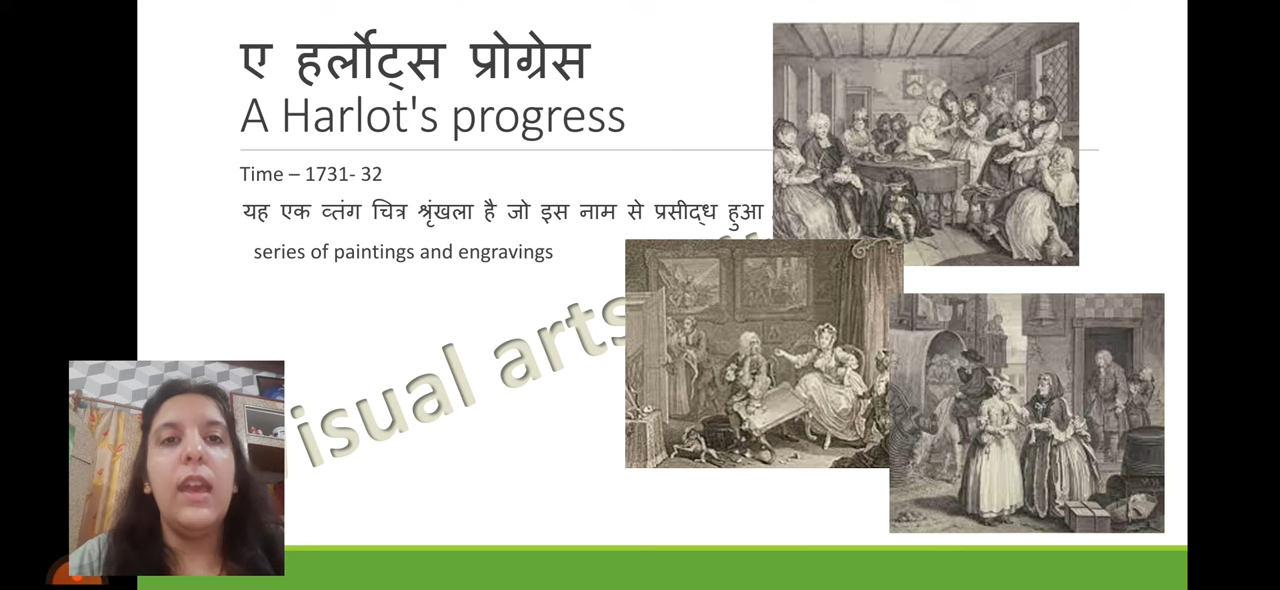 ए हर्लोट्स प्रोग्रेस
A Harlot's progress
Time – 1731- 32
यह एक व्तंग चित्र श्रृंखला है जो इस नाम से प्रसीद्ध हुआ
series of paintings and engravings
isual arts